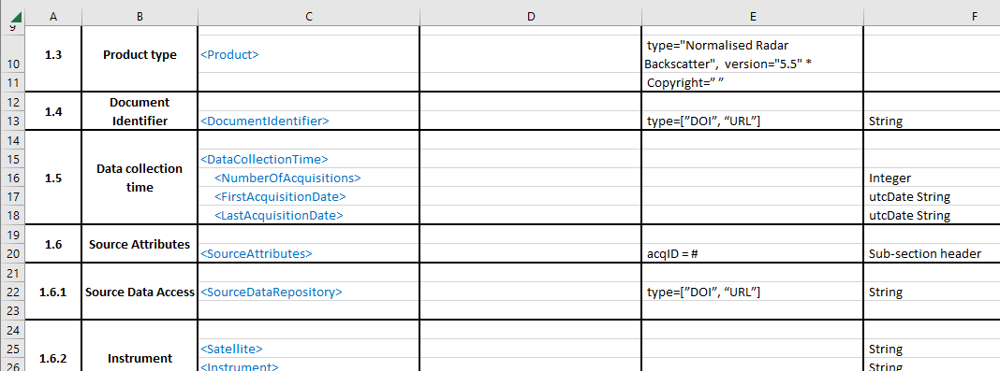 A B C D E F
9
10 1.3 Product type <Product> type="Normalised Radar
Backscatter", version="5.5" *
11 Copyright=” ”
12 1.4 Document
13 Identifier <DocumentIdentifier> type=[”DOI”, “URL”] String
14
15 <DataCollectionTime>
16 1.5 Data collection time <NumberOfAcquisitions> Integer
17 <FirstAcquisitionDate> utcDate String
18 <LastAcquisitionDate> utcDate String
19 1.6 Source Attributes
20 <SourceAttributes> acqID = # Sub-section header
21
22 1.6.1 Source Data Access <SourceDataRepository> type=[”DOI”, “URL”] String
23
24
25 1.6.2 Instrument <Satellite> String
26 <Instrument> String